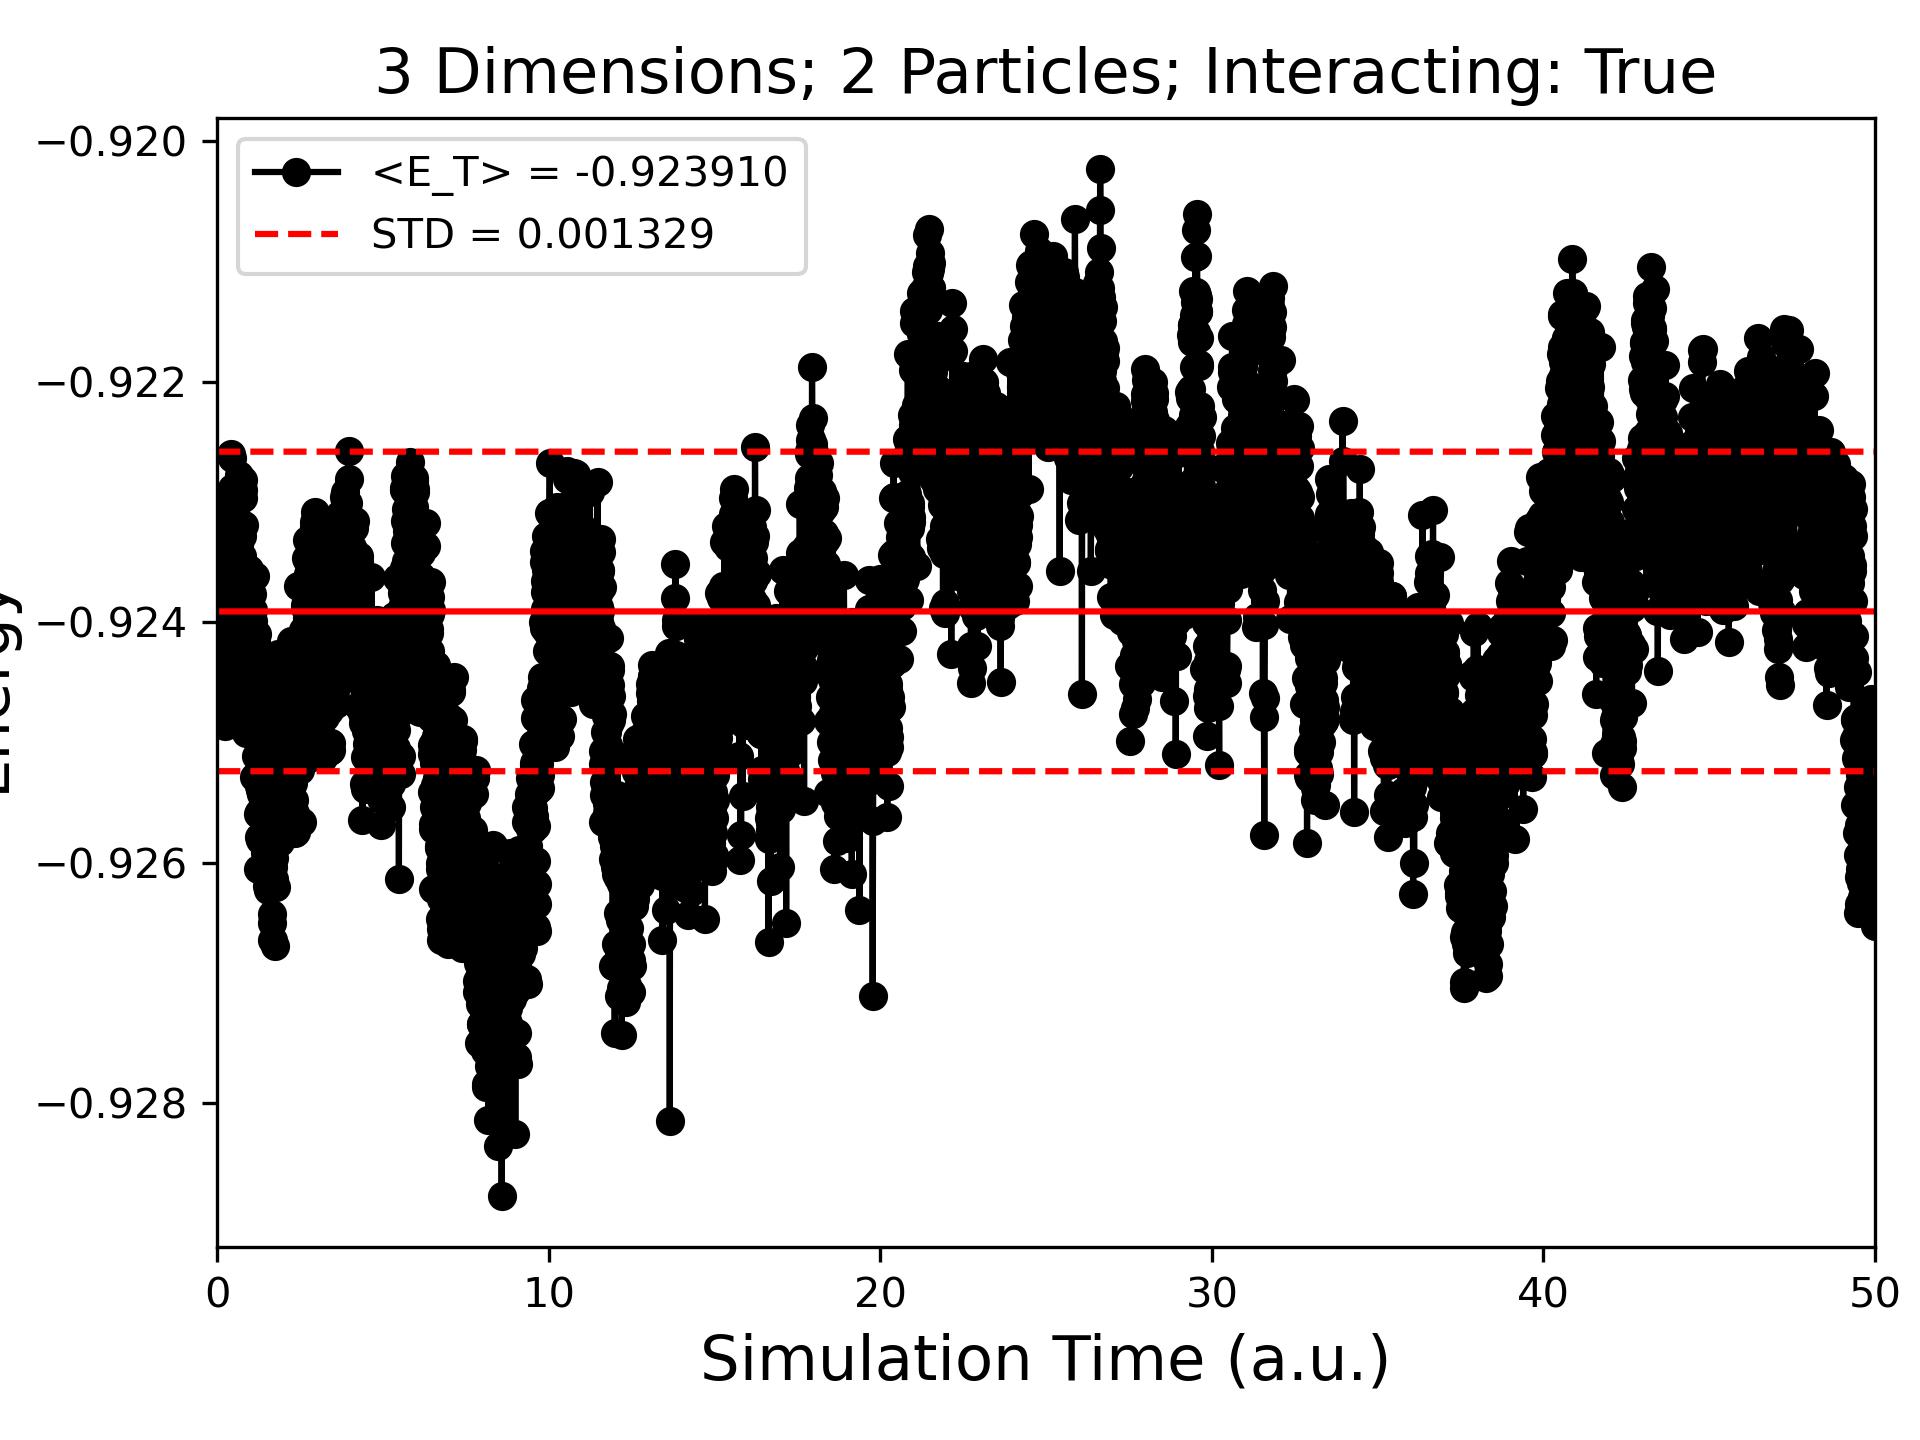 3 Dimensions; 2 Particles; Interacting: True
<E_T> = -0.923910
STD = 0.001329
−0.920
−0.922
−0.924
−0.926
−0.928
Energy
0 10 20 30 40 50
Simulation Time (a.u.)